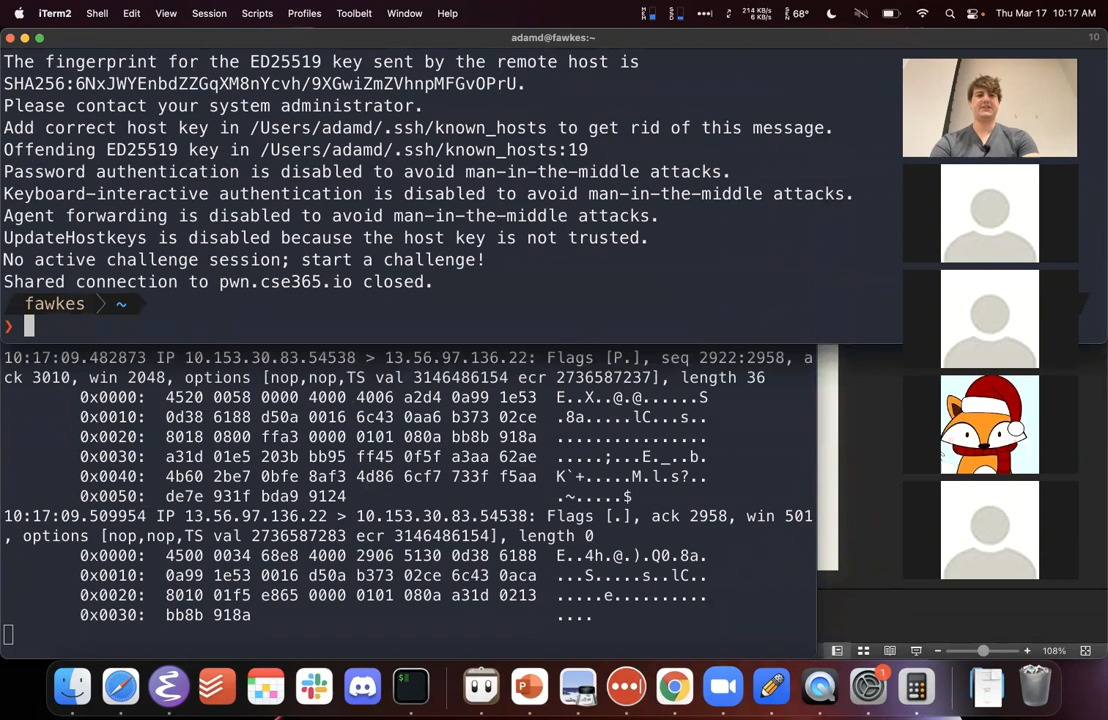 iTerm2 Shell Edit View Session Scripts Profiles Toolbelt Window Help 214 KB/s 6 KB/s 68° Thu Mar 17 10:17 AM
adamd@fawkes:~ 10
The fingerprint for the ED25519 key sent by the remote host is
SHA256:6NxJWYEnbdZZGqXM8nYcvh/9XGwiZmZVhnpMFGvOPrU.
Please contact your system administrator.
Add correct host key in /Users/adamd/.ssh/known_hosts to get rid of this message.
Offending ED25519 key in /Users/adamd/.ssh/known_hosts:19
Password authentication is disabled to avoid man-in-the-middle attacks.
Keyboard-interactive authentication is disabled to avoid man-in-the-middle attacks.
Agent forwarding is disabled to avoid man-in-the-middle attacks.
UpdateHostkeys is disabled because the host key is not trusted.
No active challenge session; start a challenge!
Shared connection to pwn.cse365.io closed.
fawkes ~
❯
10:17:09.482873 IP 10.153.30.83.54538 > 13.56.97.136.22: Flags [P.], seq 2922:2958, a
ck 3010, win 2048, options [nop,nop,TS val 3146486154 ecr 2736587237], length 36
0x0000: 4520 0058 0000 4000 4006 a2d4 0a99 1e53 E..X..@.@......S
0x0010: 0d38 6188 d50a 0016 6c43 0aa6 b373 02ce .8a.....lC...s..
0x0020: 8018 0800 ffa3 0000 0101 080a bb8b 918a ................
0x0030: a31d 01e5 203b bb95 ff45 0f5f a3aa 62ae .....;...E._..b.
0x0040: 4b60 2be7 0bfe 8af3 4d86 6cf7 733f f5aa K`+.....M.l.s?..
0x0050: de7e 931f bda9 9124 .~.....$
10:17:09.509954 IP 13.56.97.136.22 > 10.153.30.83.54538: Flags [.], ack 2958, win 501
, options [nop,nop,TS val 2736587283 ecr 3146486154], length 0
0x0000: 4500 0034 68e8 4000 2906 5130 0d38 6188 E..4h.@.).Q0.8a.
0x0010: 0a99 1e53 0016 d50a b373 02ce 6c43 0aca ...S.....s..lC..
0x0020: 8010 01f5 e865 0000 0101 080a a31d 0213 .....e..........
0x0030: bb8b 918a ....
108%
1